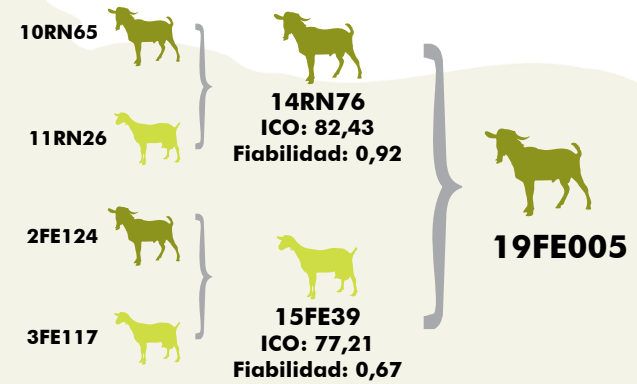 10RN65
11RN26
14RN76
ICO: 82,43
Fiabilidad: 0,92
2FE124
3FE117
15FE39
ICO: 77,21
Fiabilidad: 0,67
19FE005